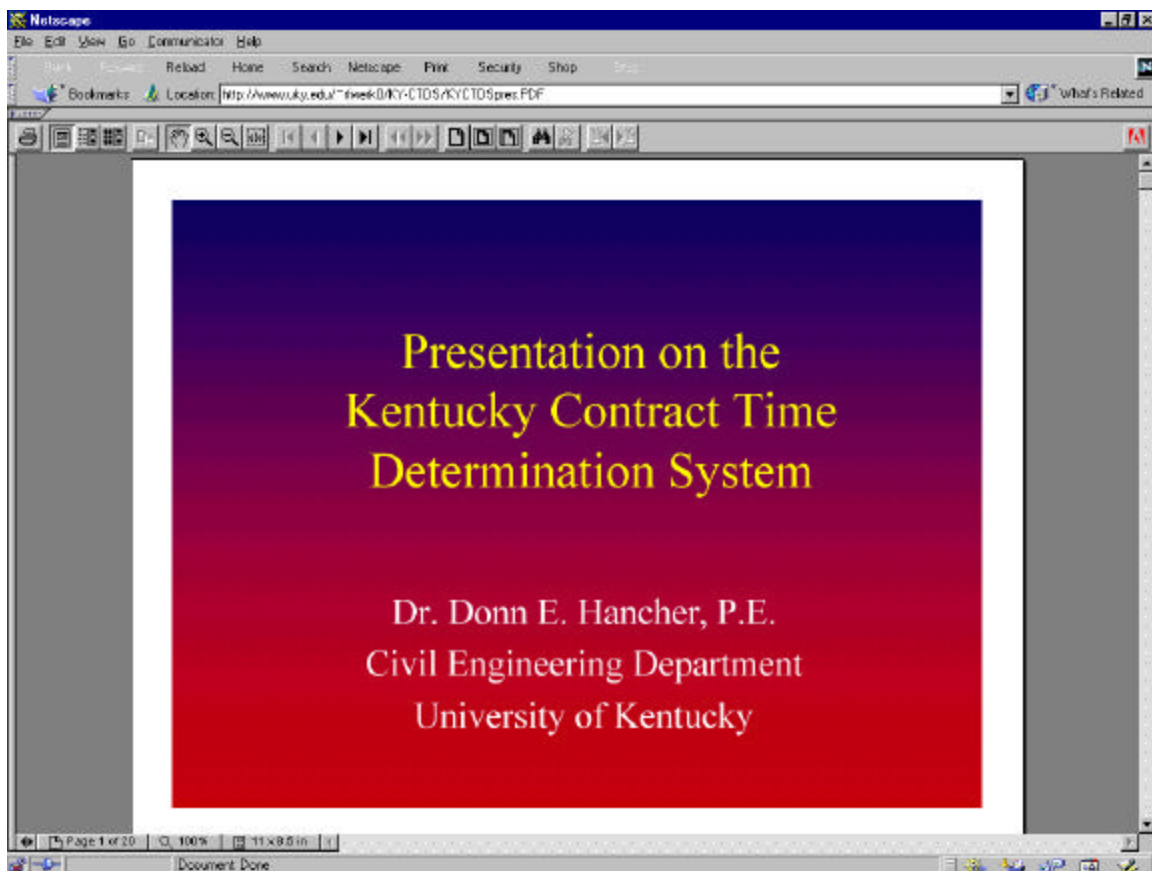 Netscape
File Edit View Go Communicator Help
Reload Home Search Netscape Print Security Shop
Bookmarks Location: What's Related
Presentation on the
Kentucky Contract Time
Determination System
Dr. Donn E. Hancher, P.E.
Civil Engineering Department
University of Kentucky
Page 1 of 20 100% 11 x 8.5 in
Document: Done